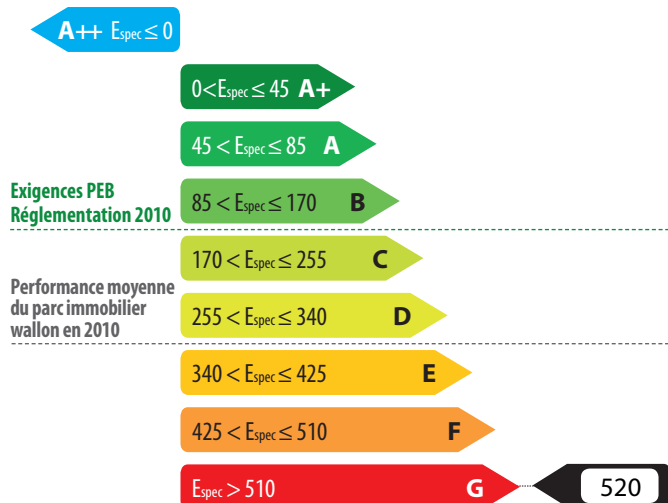 A++ Espec ≤ 0
0 < Espec ≤ 45 A+
45 < Espec ≤ 85 A
Exigences PEB
Réglementation 2010
85 < Espec ≤ 170 B
170 < Espec ≤ 255 C
Performance moyenne
du parc immobilier
wallon en 2010
255 < Espec ≤ 340 D
340 < Espec ≤ 425 E
425 < Espec ≤ 510 F
Espec > 510 G
520